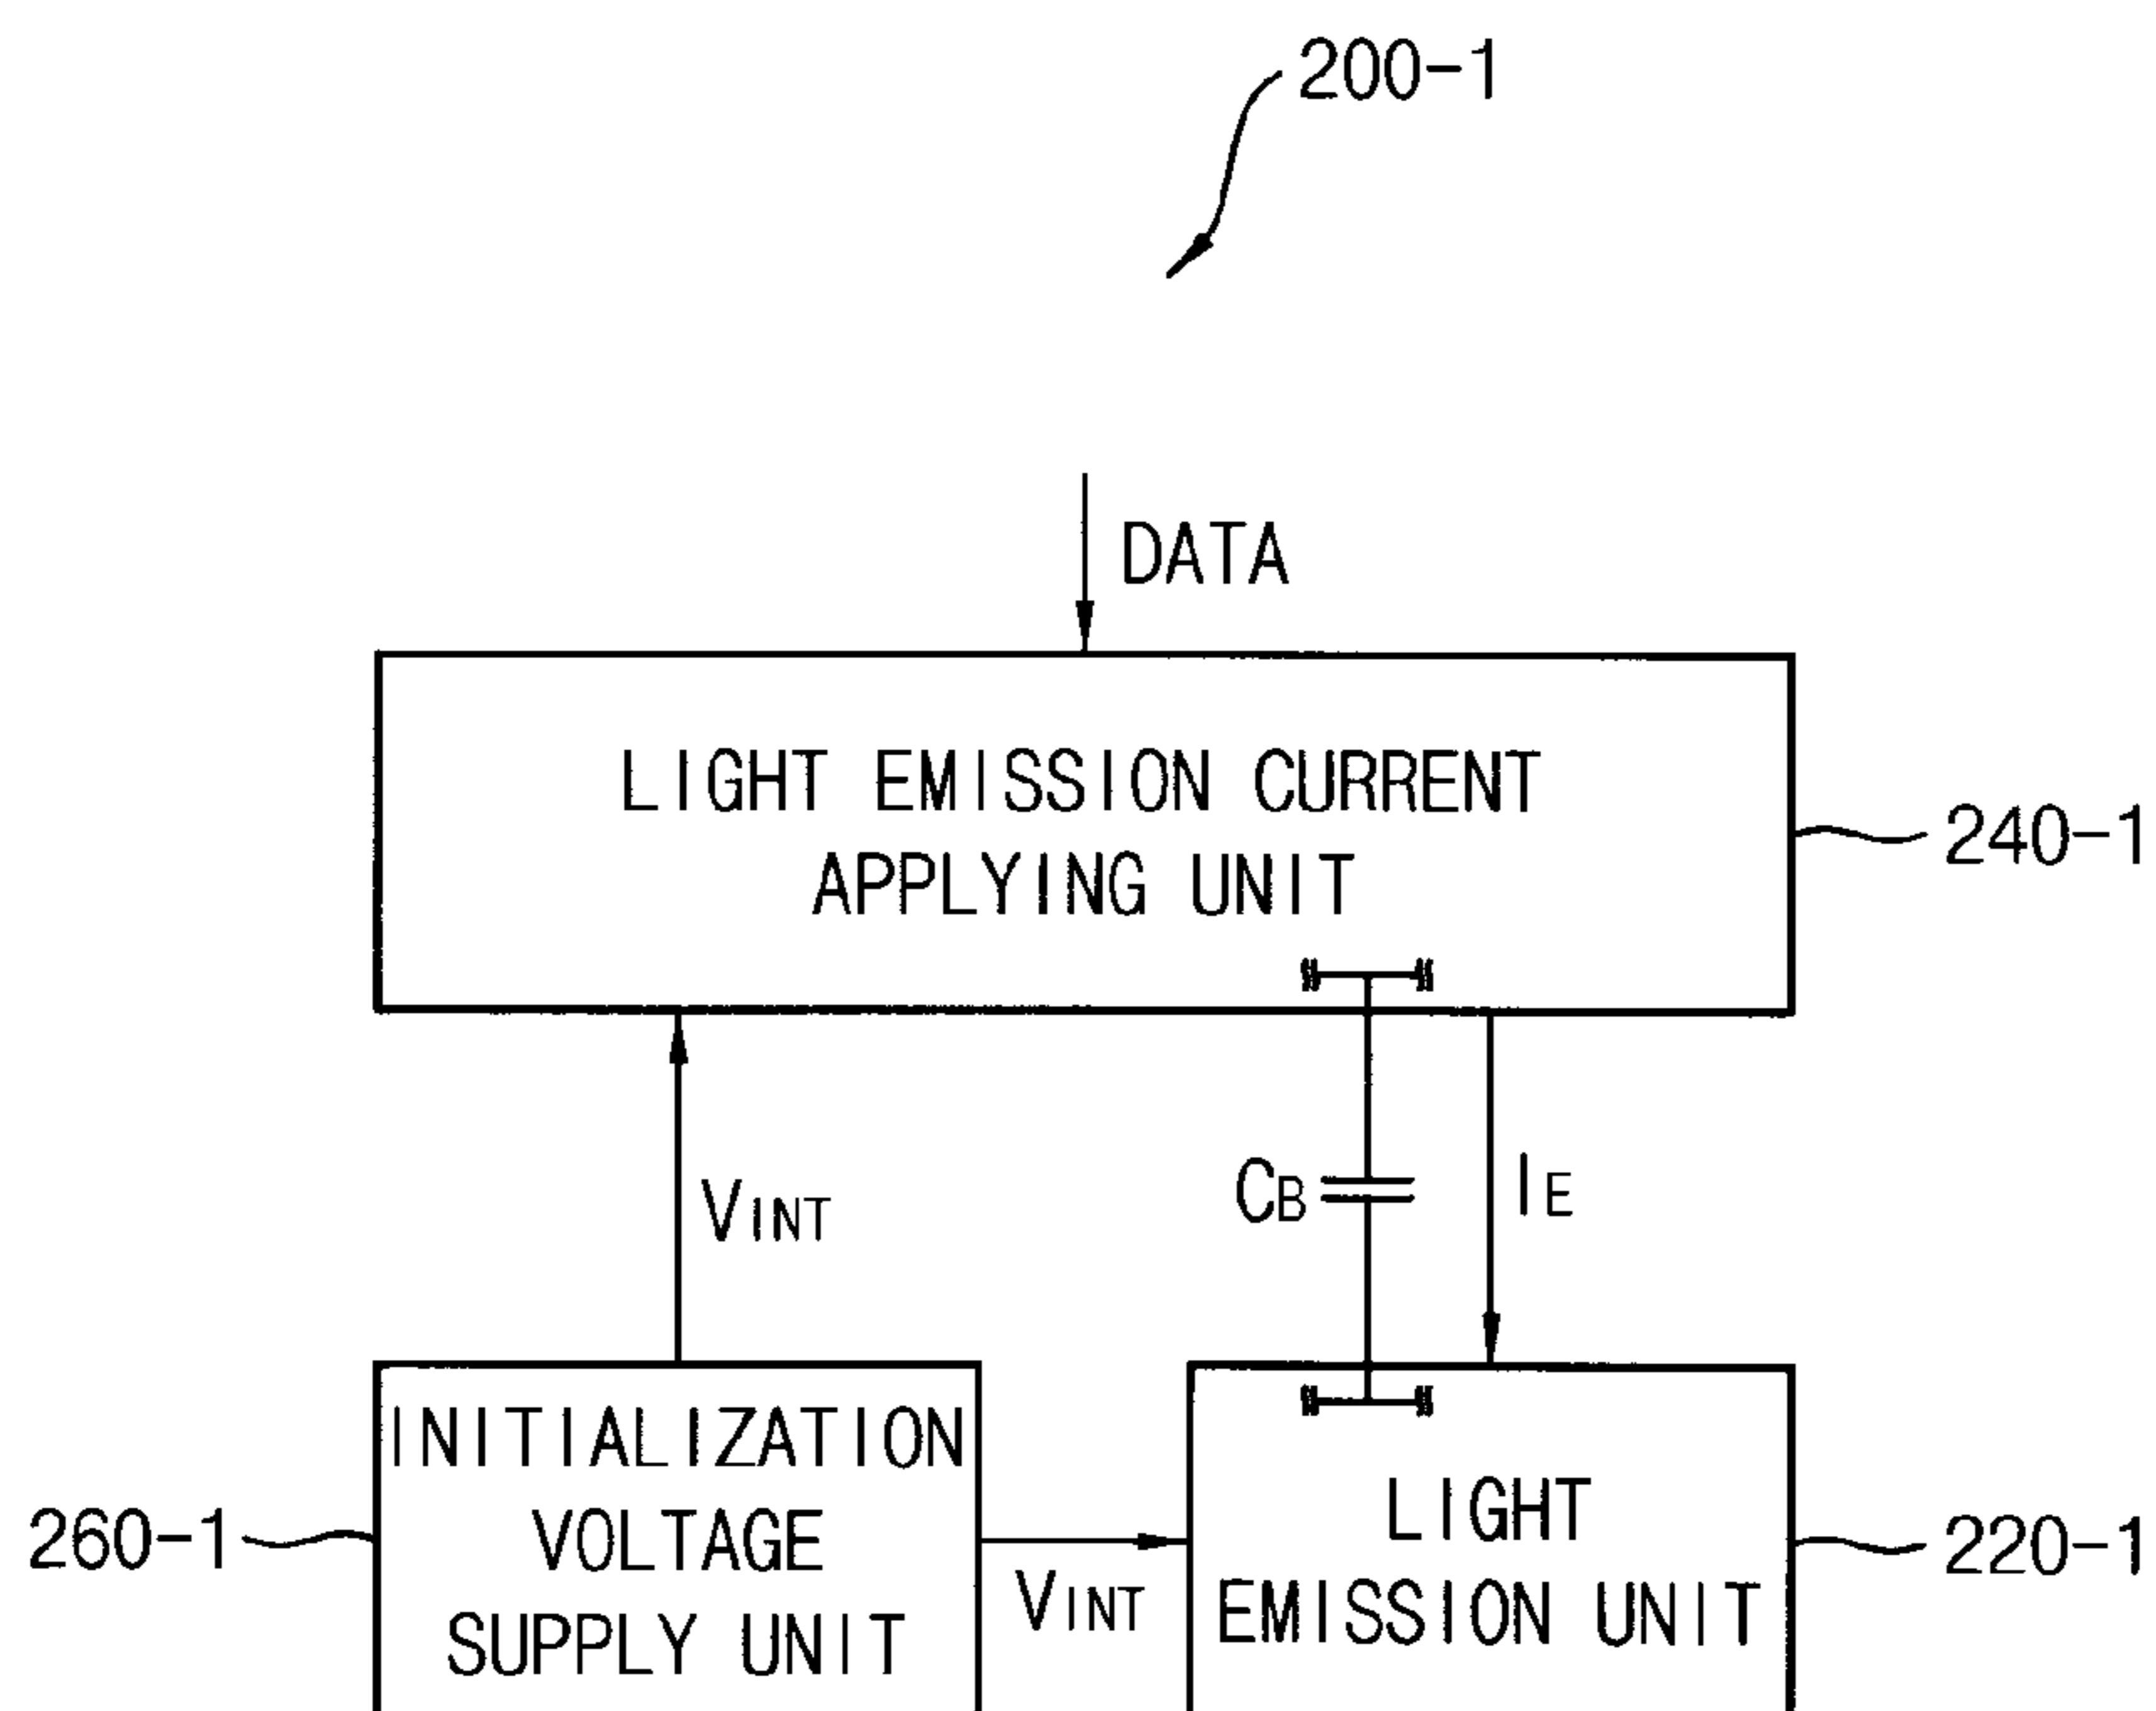 200-1
DATA
LIGHT EMISSION CURRENT
APPLYING UNIT
240-1
VINT
CB
IE
INITIALIZATION
VOLTAGE
SUPPLY UNIT
260-1
VINT
LIGHT
EMISSION UNIT
220-1